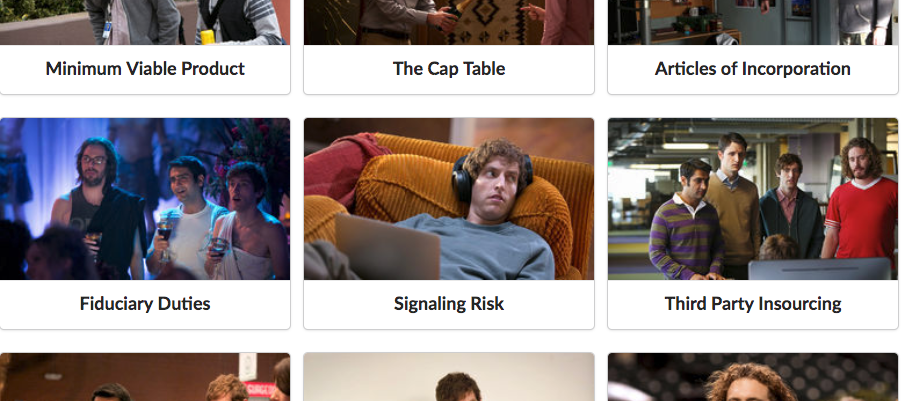 Minimum Viable Product
The Cap Table
Articles of Incorporation
Fiduciary Duties
Signaling Risk
Third Party Insourcing